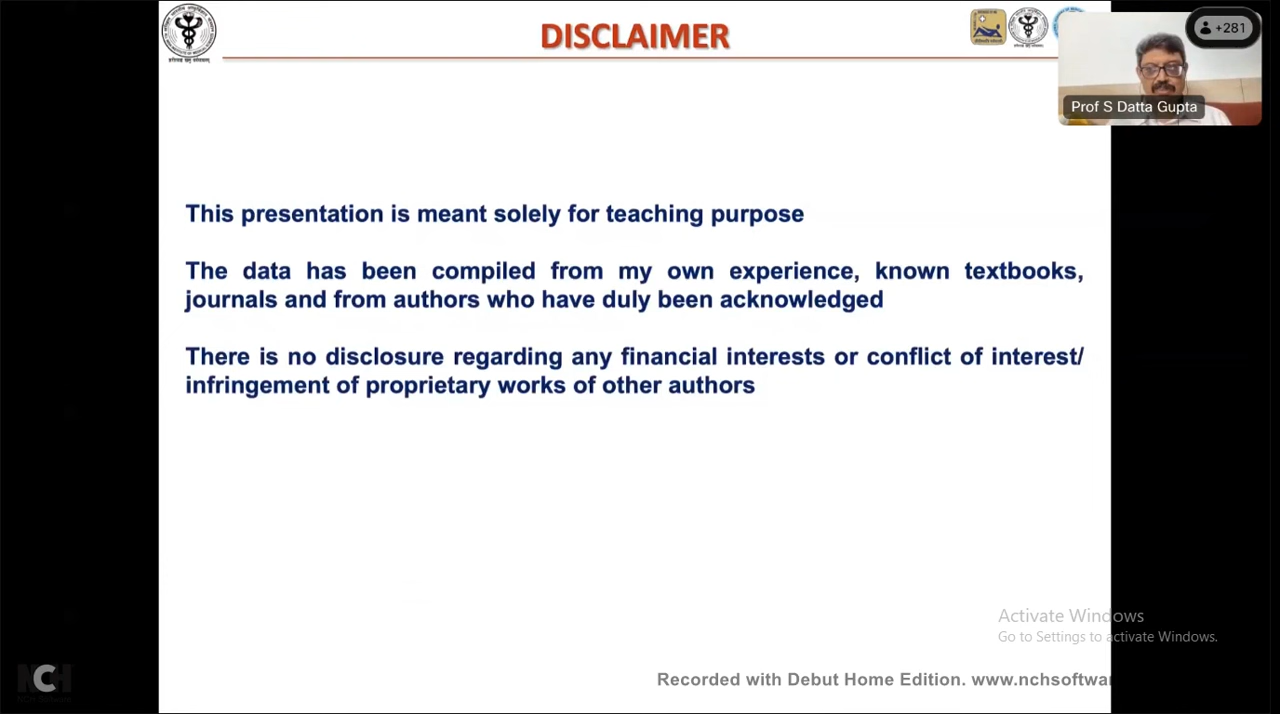 DISCLAIMER
+281
Prof S Datta Gupta
This presentation is meant solely for teaching purpose
The data has been compiled from my own experience, known textbooks,
journals and from authors who have duly been acknowledged
There is no disclosure regarding any financial interests or conflict of interest/
infringement of proprietary works of other authors
Activate Windows
Go to Settings to activate Windows.
NCH
Recorded with Debut Home Edition. www.nchsoftwar